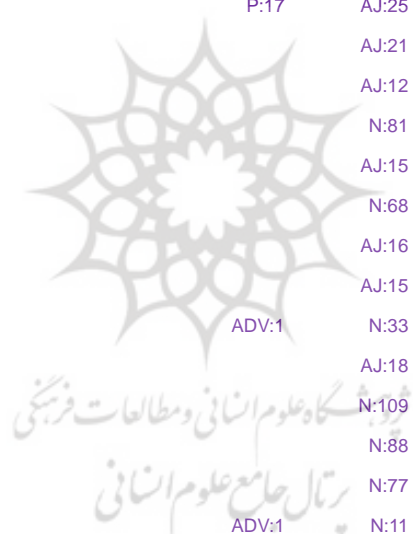 P:17 AJ:25
AJ:21
AJ:12
N:81
AJ:15
N:68
AJ:16
AJ:15
ADV:1 N:33
AJ:18
N:109
پژوهشگاه علوم انسانی و مطالعات فرهنگی
N:88
N:77
پرتال جامع علوم انسانی
ADV:1 N:11